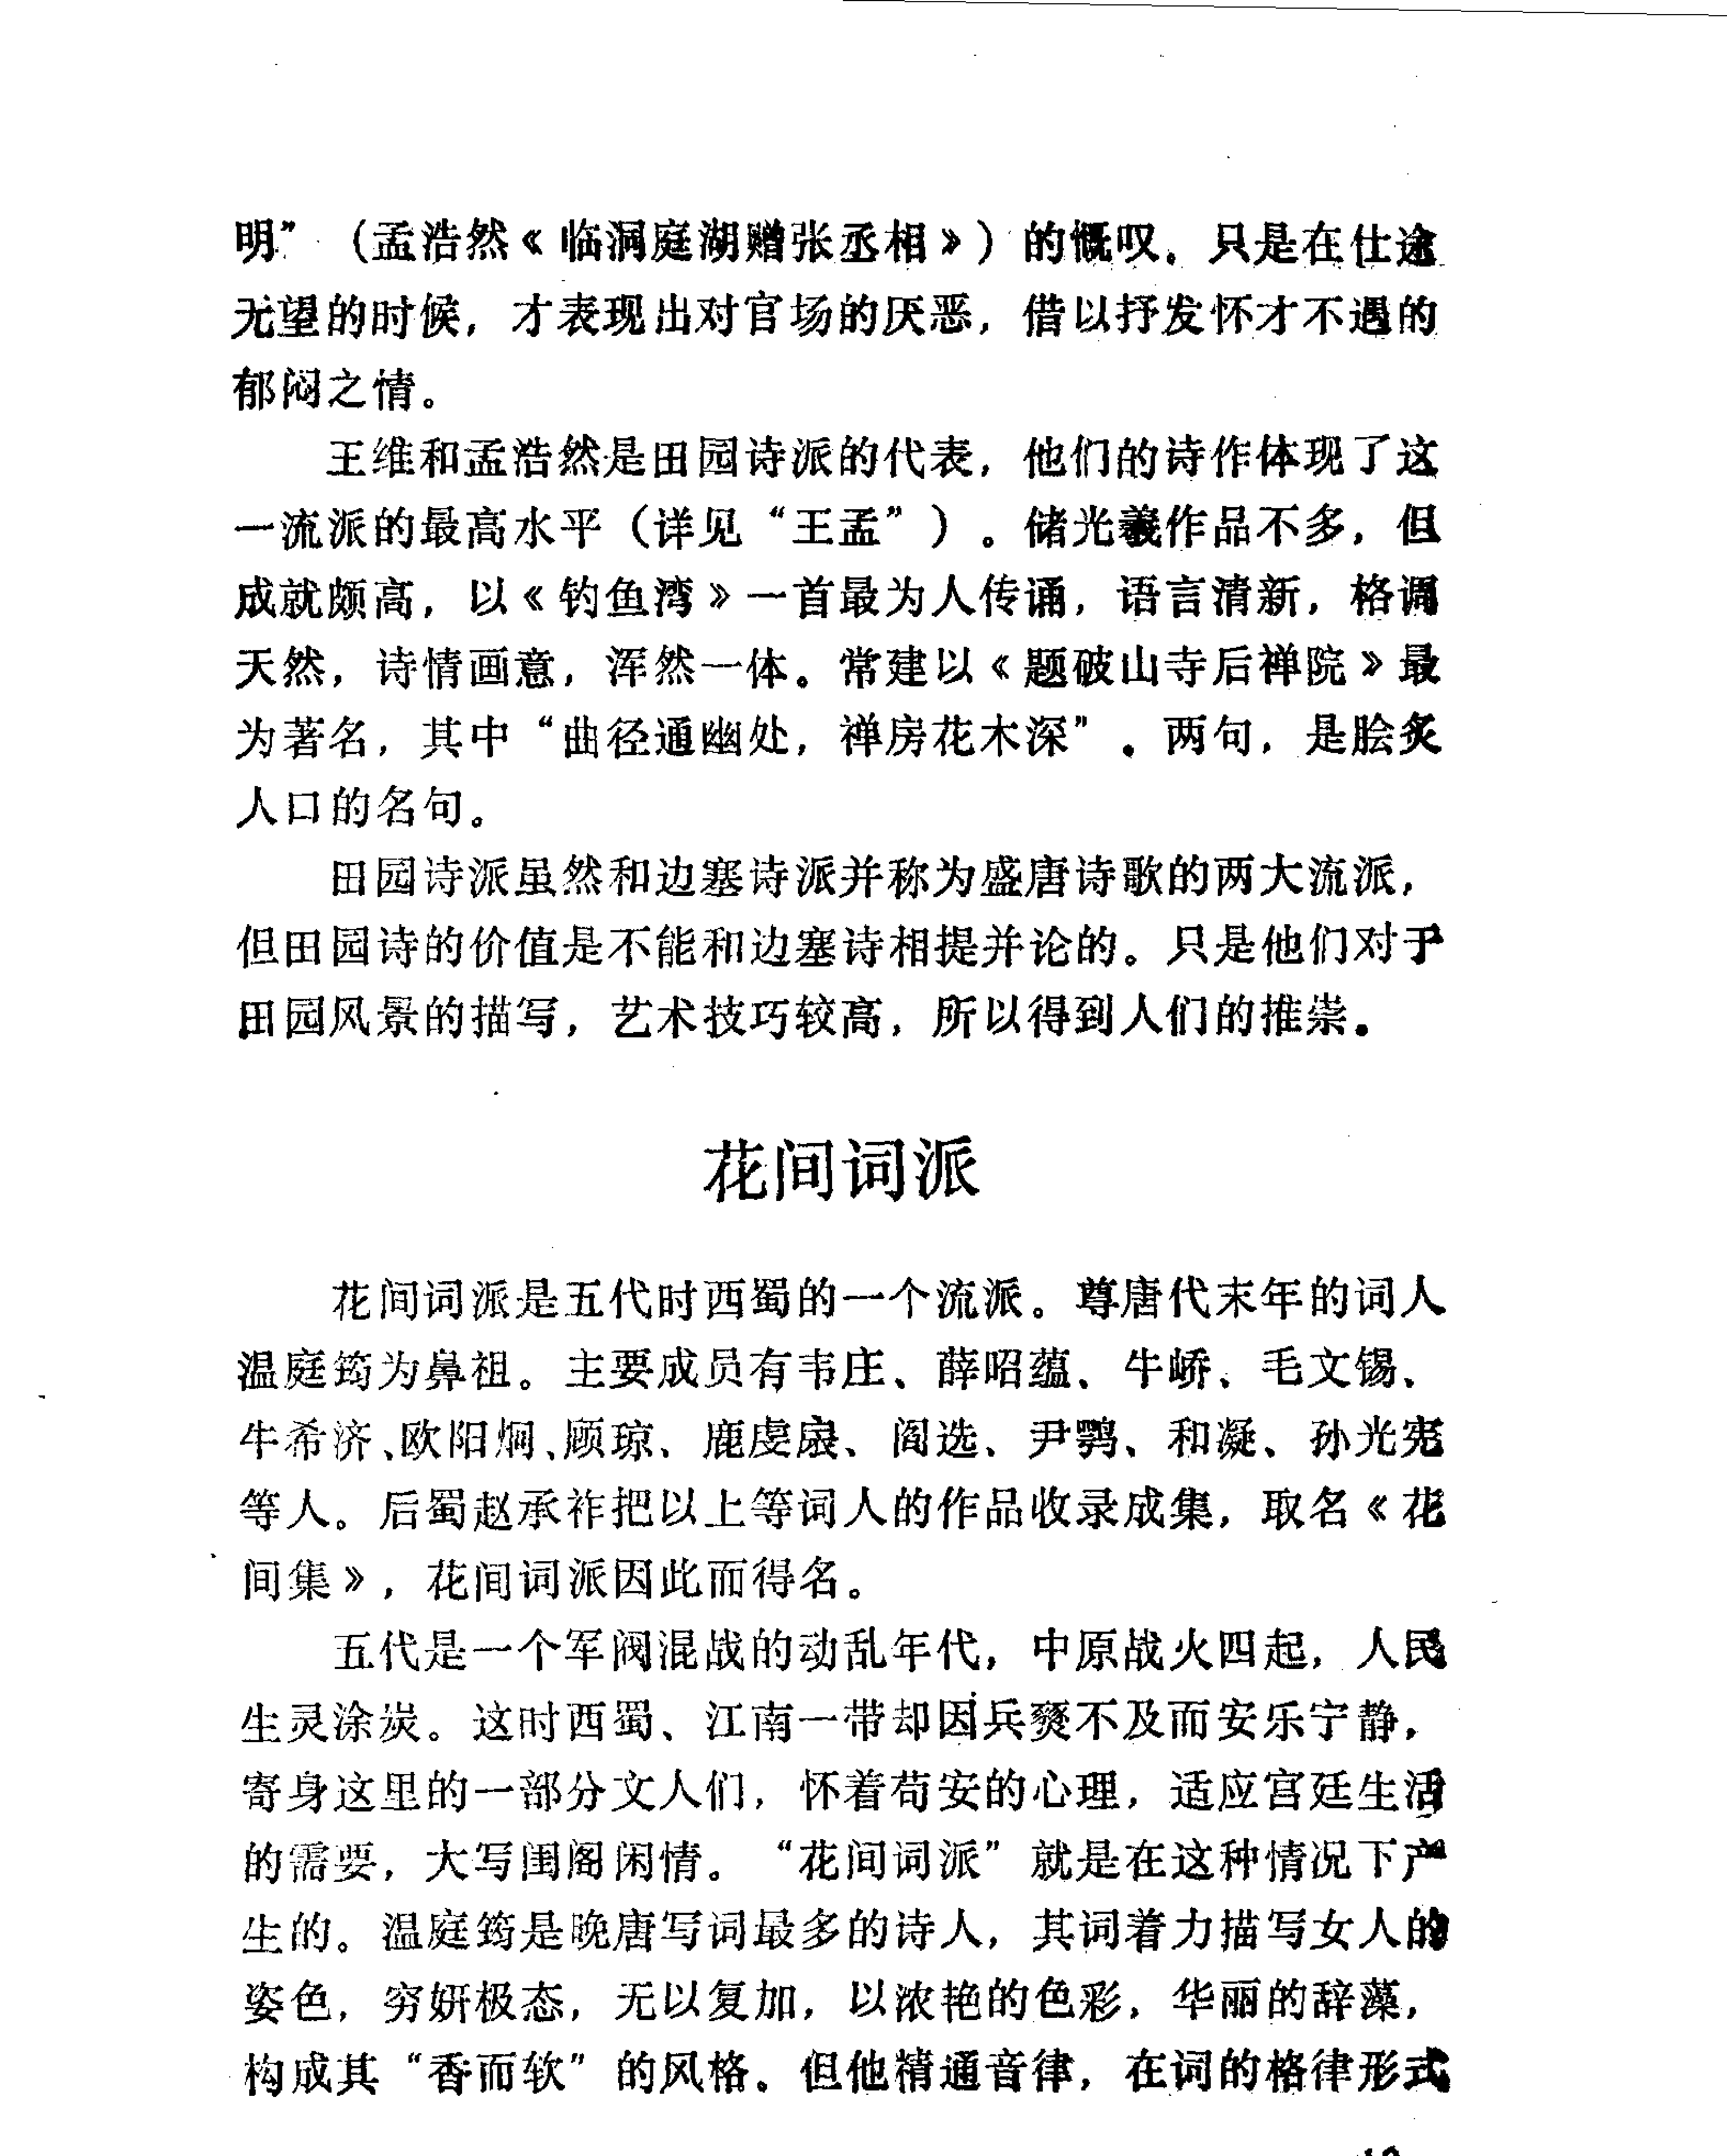 明”（孟浩然《临洞庭湖赠张丞相》）的慨叹。只是在仕途
无望的时候，才表现出对官场的厌恶，借以抒发怀才不遇的
郁闷之情。
王维和孟浩然是田园诗派的代表，他们的诗作体现了这
一流派的最高水平（详见“王孟”）。储光羲作品不多，但
成就颇高，以《钓鱼湾》一首最为人传诵，语言清新，格调
天然，诗情画意，浑然一体。常建以《题破山寺后禅院》最
为著名，其中“曲径通幽处，禅房花木深”。两句，是脍炙
人口的名句。
田园诗派虽然和边塞诗派并称为盛唐诗歌的两大流派，
但田园诗的价值是不能和边塞诗相提并论的。只是他们对于
田园风景的描写，艺术技巧较高，所以得到人们的推崇。
花间词派
花间词派是五代时西蜀的一个流派。尊唐代末年的词人
温庭筠为鼻祖。主要成员有韦庄、薛昭蕴、牛峤、毛文锡、
牛希济、欧阳炯、顾琼、鹿虔扆、阎选、尹鹗、和凝、孙光宪
等人。后蜀赵承祚把以上等词人的作品收录成集，取名《花
间集》，花间词派因此而得名。
五代是一个军阀混战的动乱年代，中原战火四起，人民
生灵涂炭。这时西蜀、江南一带却因兵燹不及而安乐宁静，
寄身这里的一部分文人们，怀着苟安的心理，适应宫廷生活
的需要，大写闺阁闲情。“花间词派”就是在这种情况下产
生的。温庭筠是晚唐写词最多的诗人，其词着力描写女人的
姿色，穷妍极态，无以复加，以浓艳的色彩，华丽的辞藻，
构成其“香而软”的风格。但他精通音律，在词的格律形式